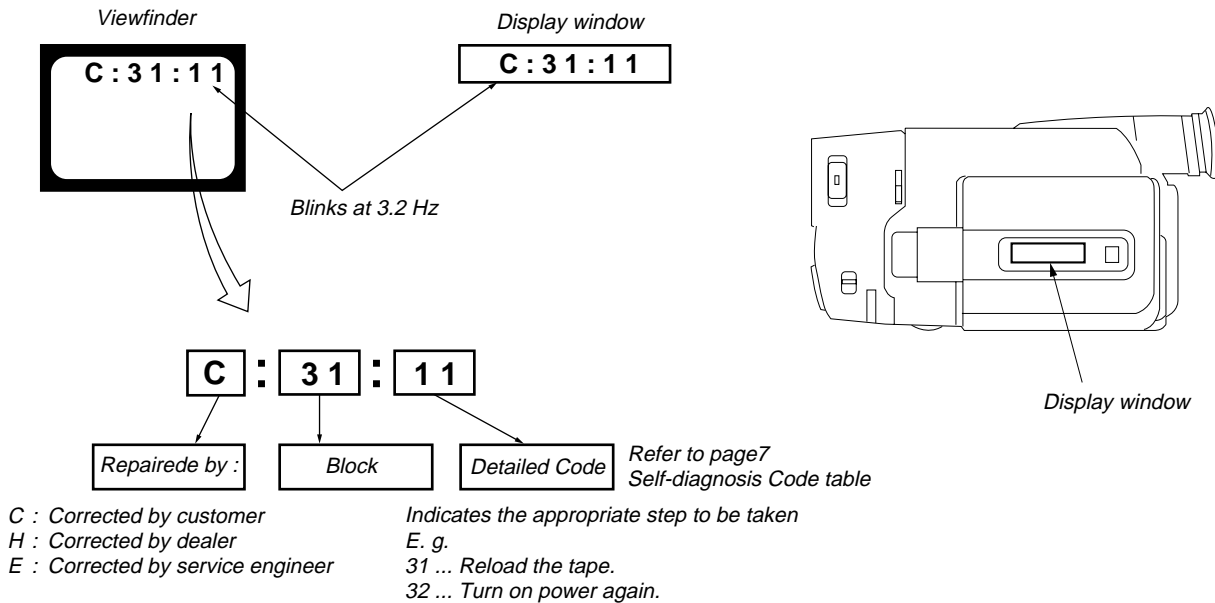 Viewfinder
Display window
C : 3 1 : 1 1
C : 3 1 : 1 1
Blinks at 3.2 Hz
Display window
C : 3 1 : 1 1
Repairede by :
Block
Detailed Code
Refer to page7
Self-diagnosis Code table
C : Corrected by customer
H : Corrected by dealer
E : Corrected by service engineer
Indicates the appropriate step to be taken
E. g.
31 ... Reload the tape.
32 ... Turn on power again.